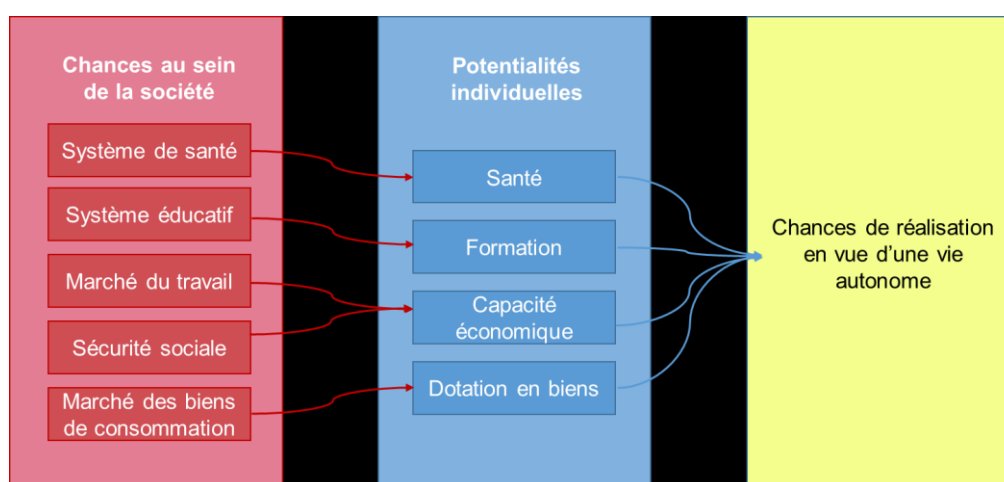 Chances au sein
de la société
Système de santé
Système éducatif
Marché du travail
Sécurité sociale
Marché des biens
de consommation
Potentialités
individuelles
Santé
Formation
Capacité
économique
Dotation en biens
Chances de réalisation
en vue d'une vie
autonome